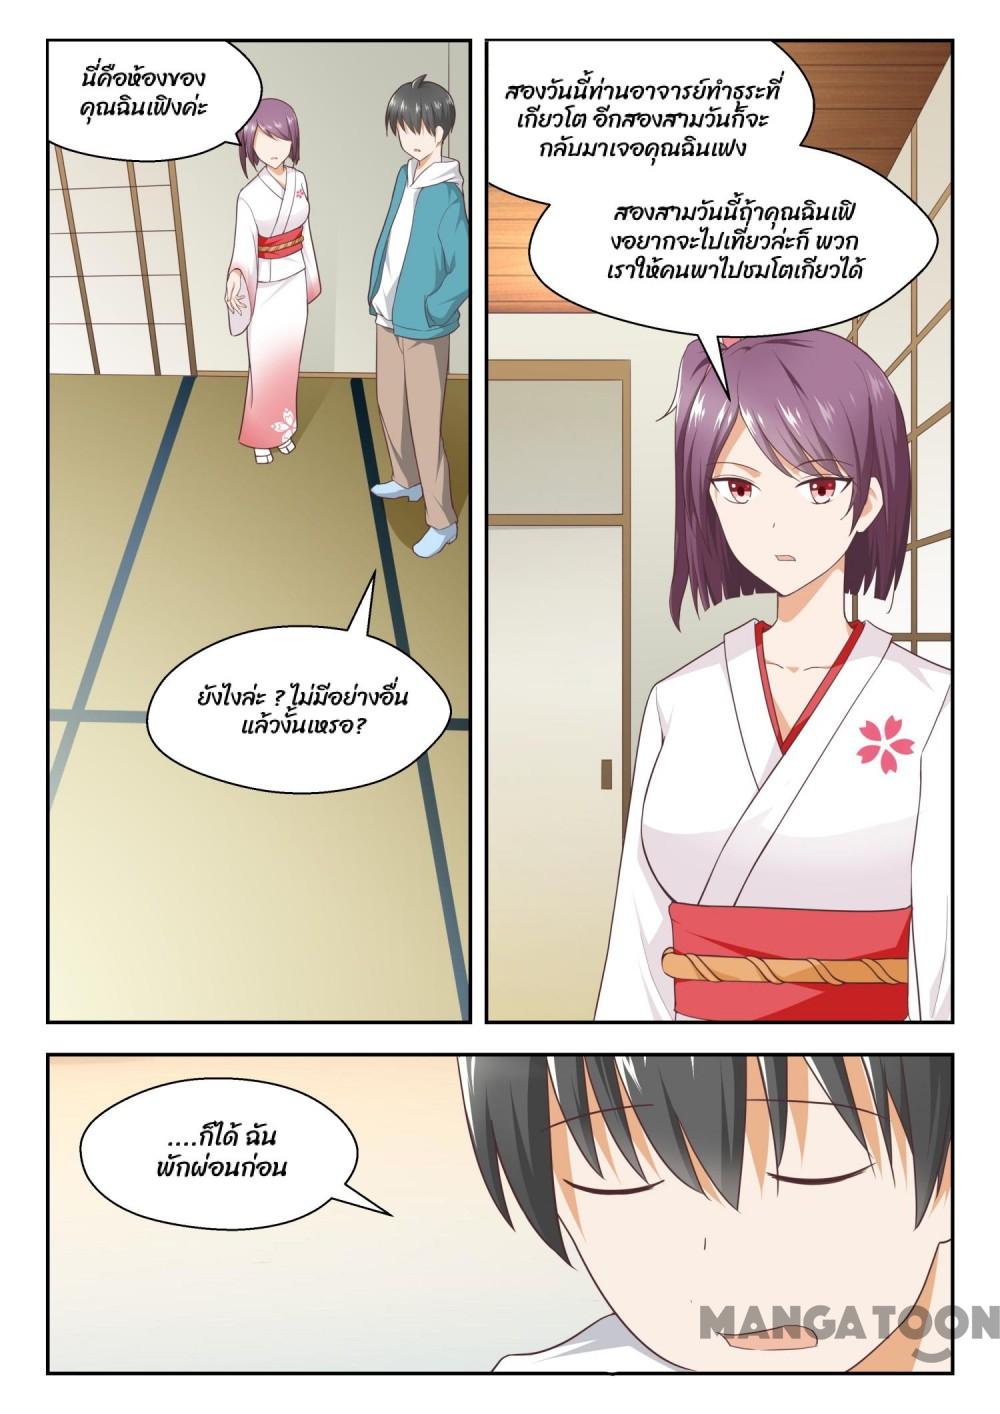 นี่คือห้องของ
คุณฉินเฟิงค่ะ
ยังไงล่ะ ? ไม่มีอย่างอื่น
แล้วงั้นเหรอ?
สองวันนี้ท่านอาจารย์ทำธุระที่
เกียวโต อีกสองสามวันก็จะ
กลับมาเจอคุณฉินเฟง
สองสามวันนี้ถ้าคุณฉินเฟิ
งอยากจะไปเที่ยวล่ะก็ พวก
เราให้คนพาไปชมโตเกียวได้
....ก็ได้ ฉัน
พักผ่อนก่อน
MANGATOON